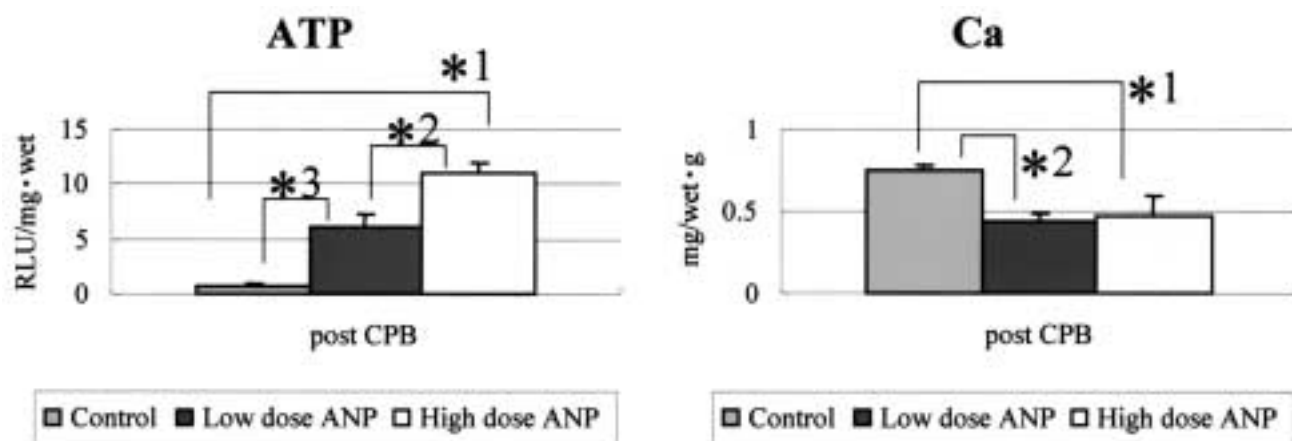 ATP
*1
*2
*3
RLU/mg・wet
15
10
5
0
post CPB
Control Low dose ANP High dose ANP
Ca
*1
*2
mg/wet・g
1
0.5
0
post CPB
Control Low dose ANP High dose ANP